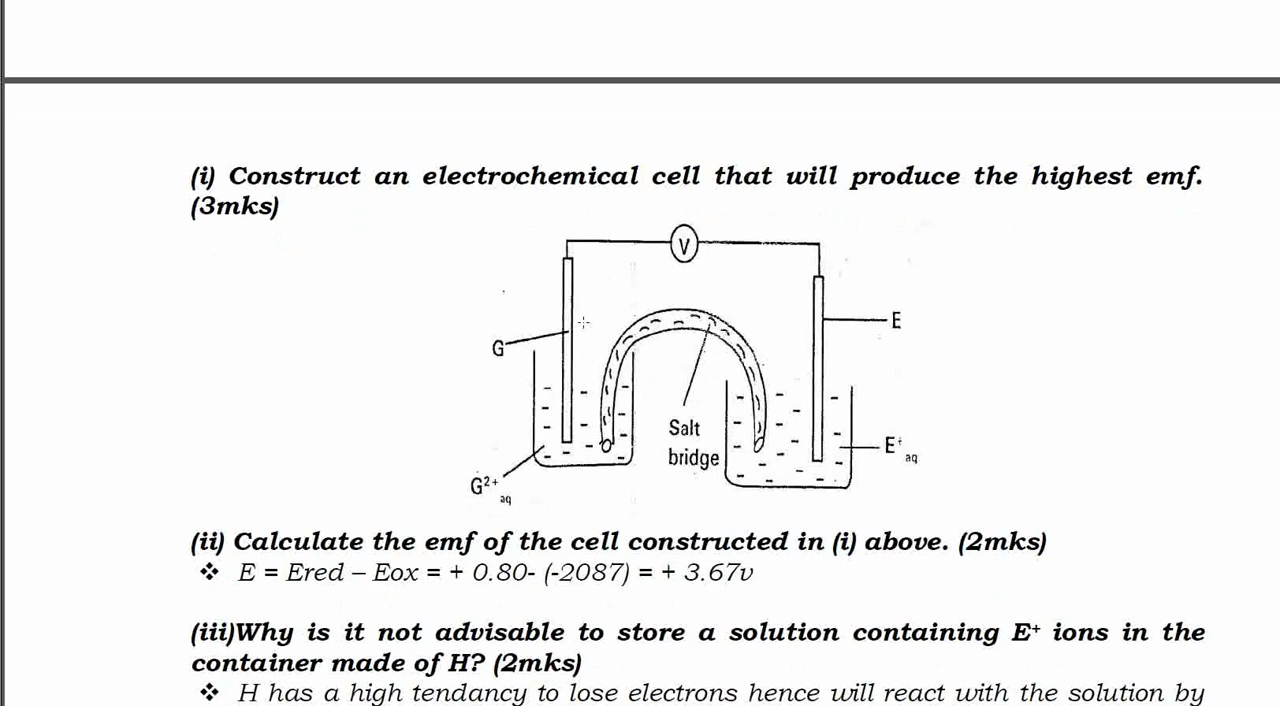 (i) Construct an electrochemical cell that will produce the highest emf.
(3mks)
V
E
G
Salt
bridge
E⁺ aq
G²⁺ aq
(ii) Calculate the emf of the cell constructed in (i) above. (2mks)
❖ E = Ered – Eox = + 0.80- (-2087) = + 3.67v
(iii)Why is it not advisable to store a solution containing E⁺ ions in the
container made of H? (2mks)
❖ H has a high tendancy to lose electrons hence will react with the solution by